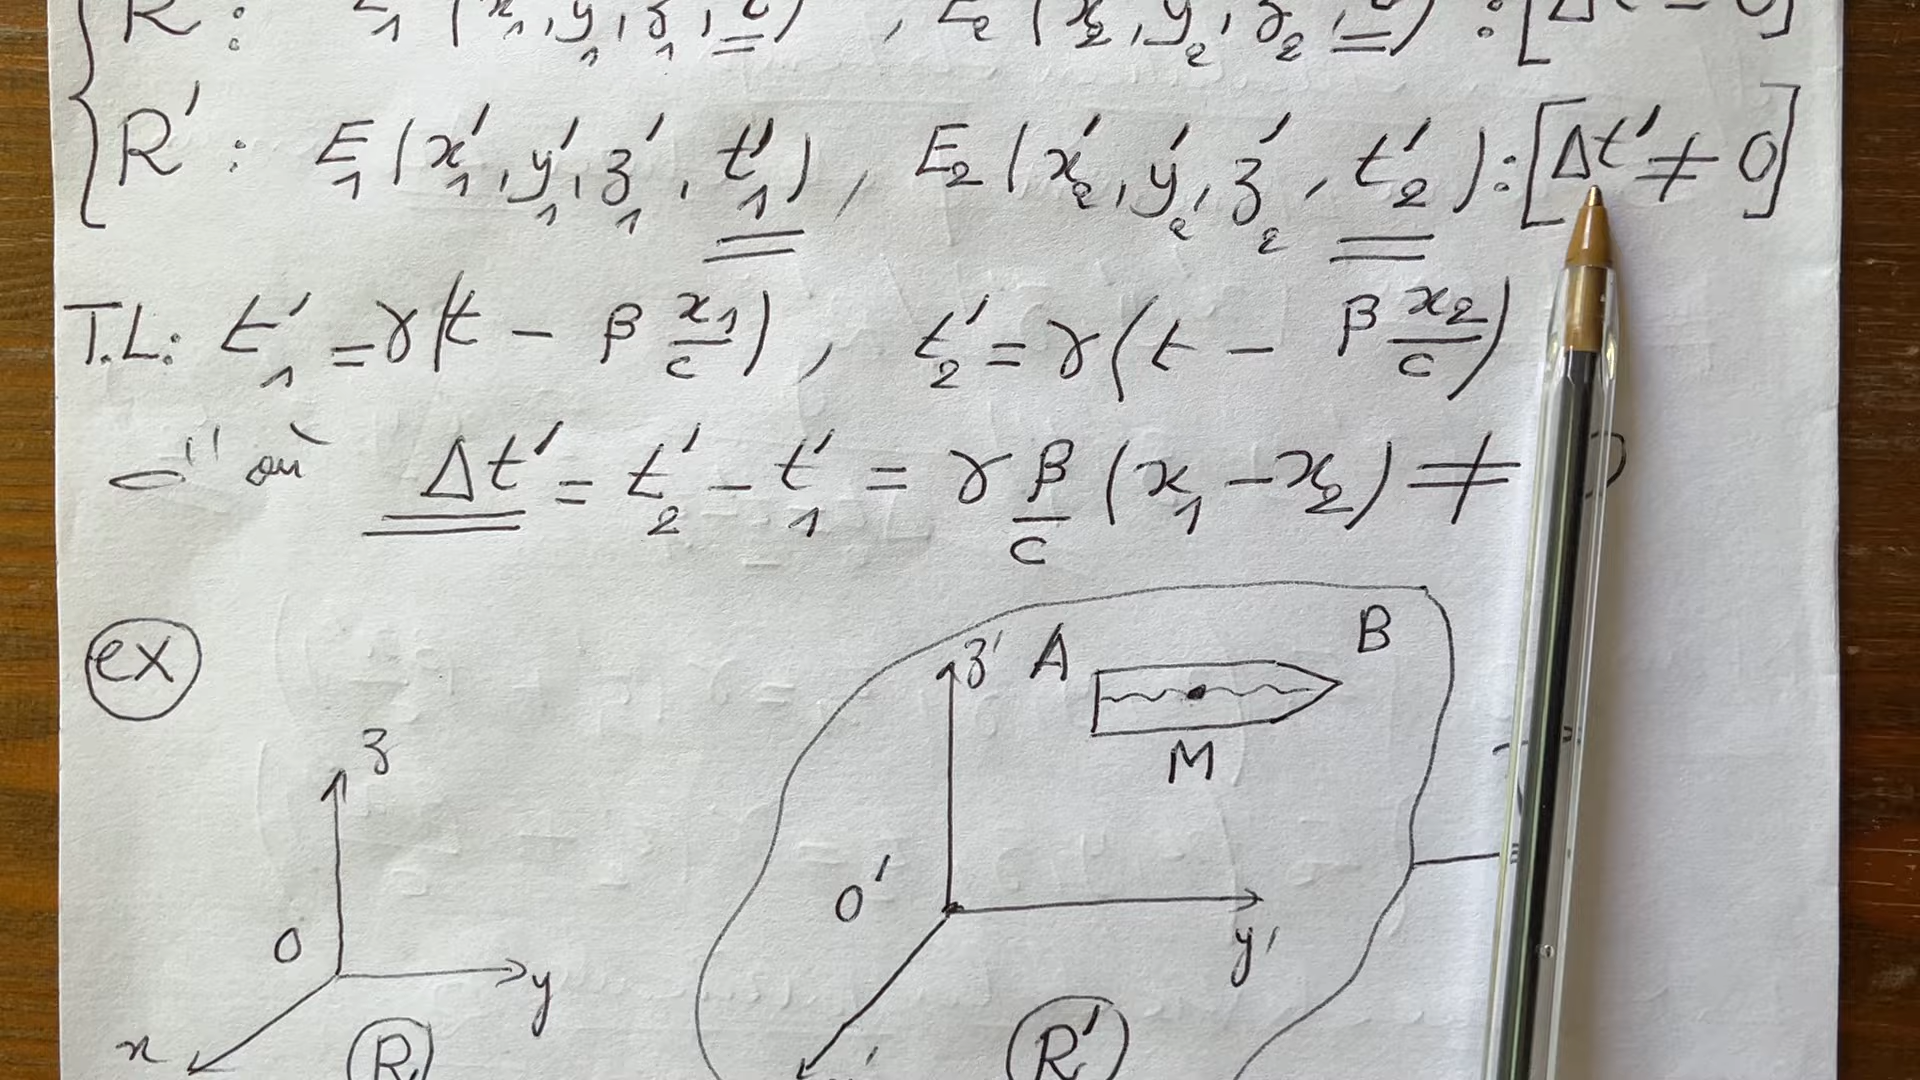 R : E₁ (x₁, y₁, z₁, t) , E₂ (x₂, y₂, z₂, t) : [Δt = 0]
R' : E₁ (x'₁, y'₁, z'₁, t'₁) , E₂ (x'₂, y'₂, z'₂, t'₂) : [Δt' ≠ 0]
T.L: t'₁ = γ(t - β x₁/c) , t'₂ = γ(t - β x₂/c)
d'où Δt' = t'₂ - t'₁ = γ β/c (x₁ - x₂) ≠ 0
ex
z' A B
M
z
O'
y'
O
y
x
R
R'